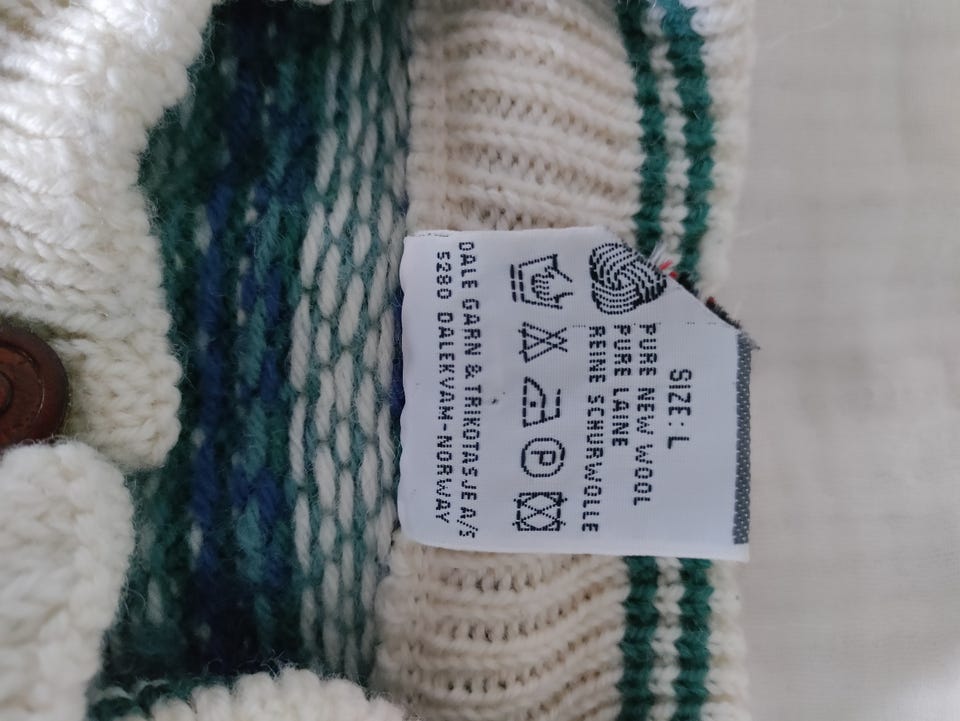 SIZE: L
PURE NEW WOOL
PURE LAINE
REINE SCHURWOLLE
P
DALE GARN & TRIKOTASJE A/S
5280 DALEKVAM-NORWAY